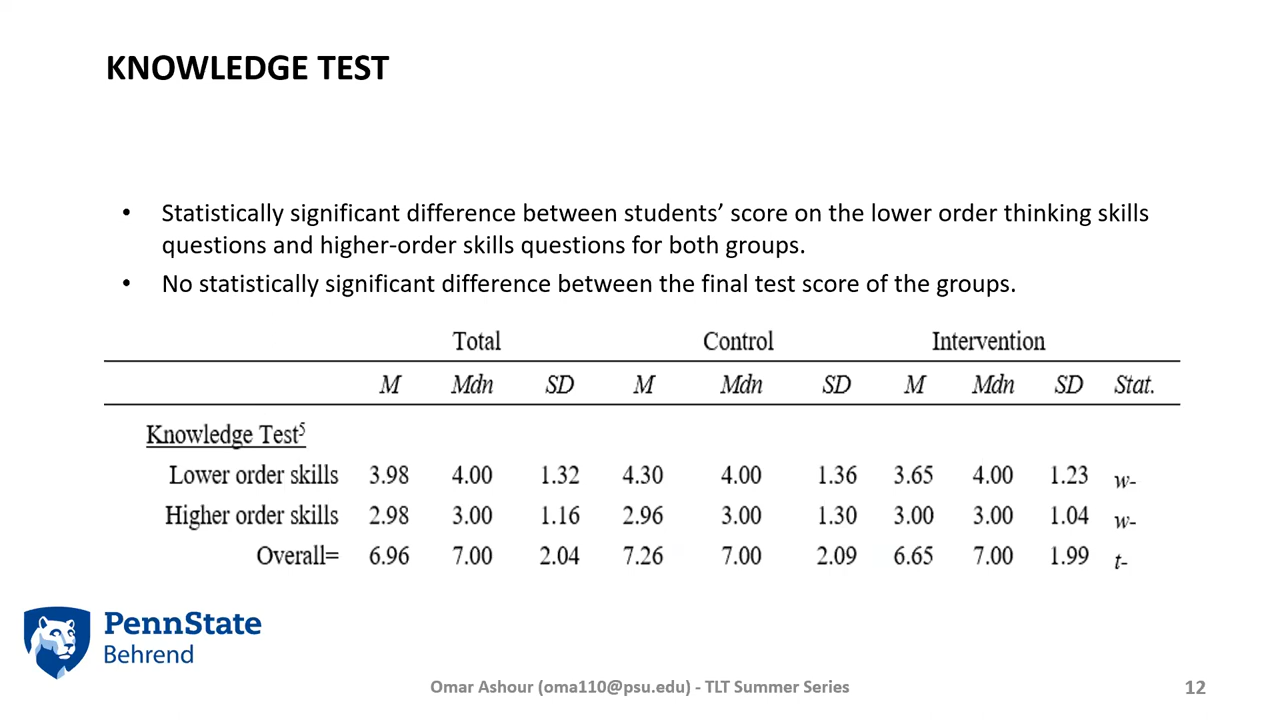 KNOWLEDGE TEST
• Statistically significant difference between students’ score on the lower order thinking skills
questions and higher-order skills questions for both groups.
• No statistically significant difference between the final test score of the groups.
Total Control Intervention
M Mdn SD M Mdn SD M Mdn SD Stat.
Knowledge Test5
Lower order skills 3.98 4.00 1.32 4.30 4.00 1.36 3.65 4.00 1.23 w-
Higher order skills 2.98 3.00 1.16 2.96 3.00 1.30 3.00 3.00 1.04 w-
Overall= 6.96 7.00 2.04 7.26 7.00 2.09 6.65 7.00 1.99 t-
PennState
Behrend
Omar Ashour (oma110@psu.edu) - TLT Summer Series
12